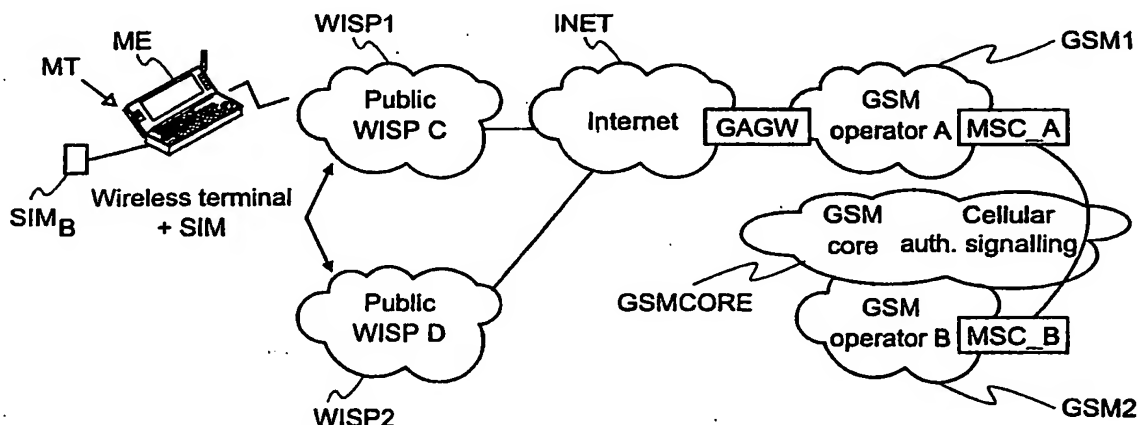 WISP1
INET
GSM1
ME
MT
Public
WISP C
Internet
GAGW
GSM
operator A
MSC_A
SIMB
Wireless terminal
+ SIM
GSM
core
Cellular
auth. signalling
GSMCORE
Public
WISP D
GSM
operator B
MSC_B
WISP2
GSM2